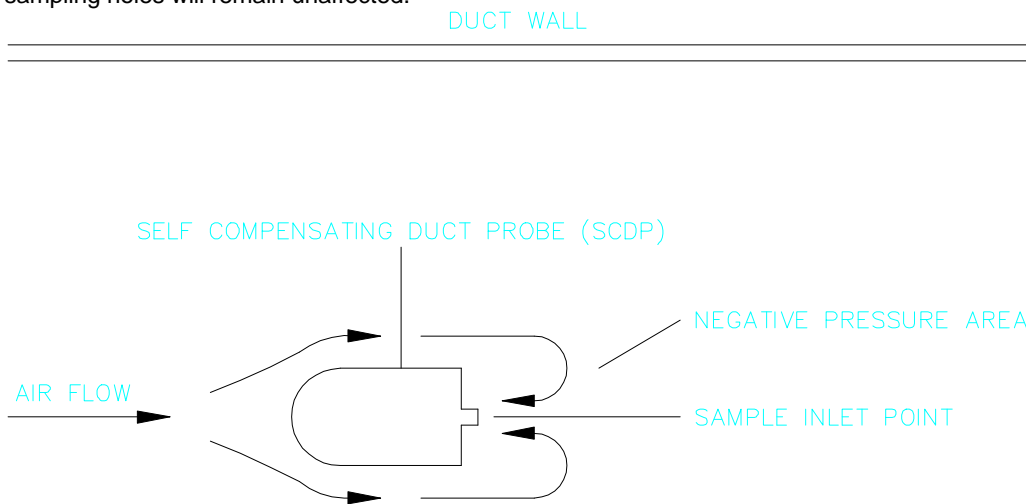 sampling holes will remain unaffected.
DUCT WALL
SELF COMPENSATING DUCT PROBE (SCDP)
NEGATIVE PRESSURE AREA
AIR FLOW
SAMPLE INLET POINT